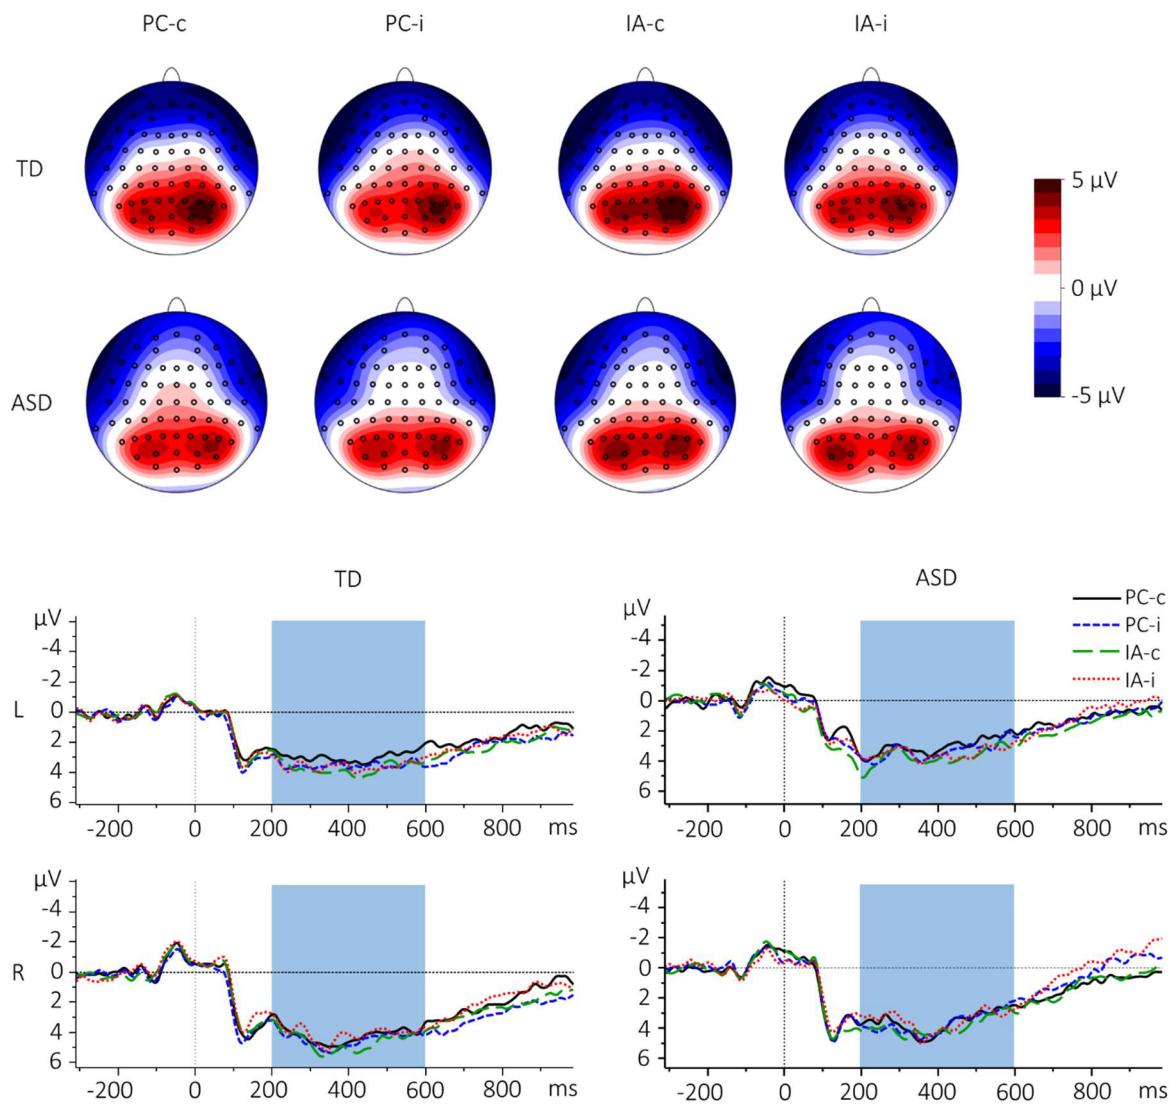 PC-c PC-i IA-c IA-i
TD
5 µV
0 µV
-5 µV
ASD
TD ASD
PC-c
PC-i
IA-c
IA-i
µV
-4
-2
L 0
2
4
6
-200 0 200 400 600 800 ms
µV
-4
-2
0
2
4
6
-200 0 200 400 600 800 ms
µV
-4
-2
R 0
2
4
6
-200 0 200 400 600 800 ms
µV
-4
-2
0
2
4
6
-200 0 200 400 600 800 ms